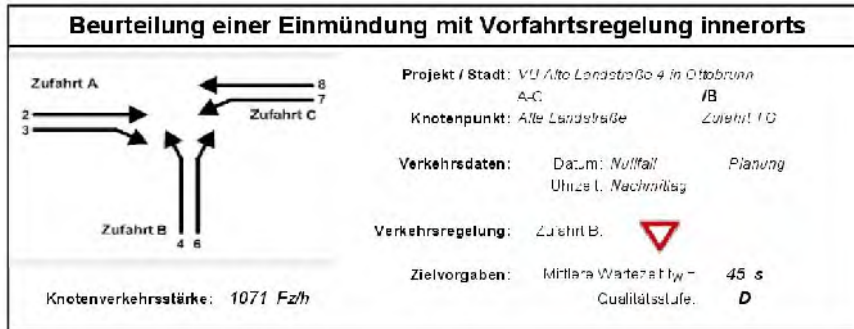 Beurteilung einer Einmündung mit Vorfahrtsregelung innerorts
Zufahrt A
2
3
8
7
Zufahrt C
Zufahrt B
4 6
Knotenverkehrsstärke: 1071 Fz/h
Projekt / Stadt: VU Alte Landstraße 4 in Ottobrunn
A-C /B
Knotenpunkt: Alte Landstraße Zufahrt TG
Verkehrsdaten: Datum: Nullfall Planung
Uhrzeit: Nachmittag
Verkehrsregelung: Zufahrt B:
Zielvorgaben: Mittlere Wartezeit tW = 45 s
Qualitätsstufe: D